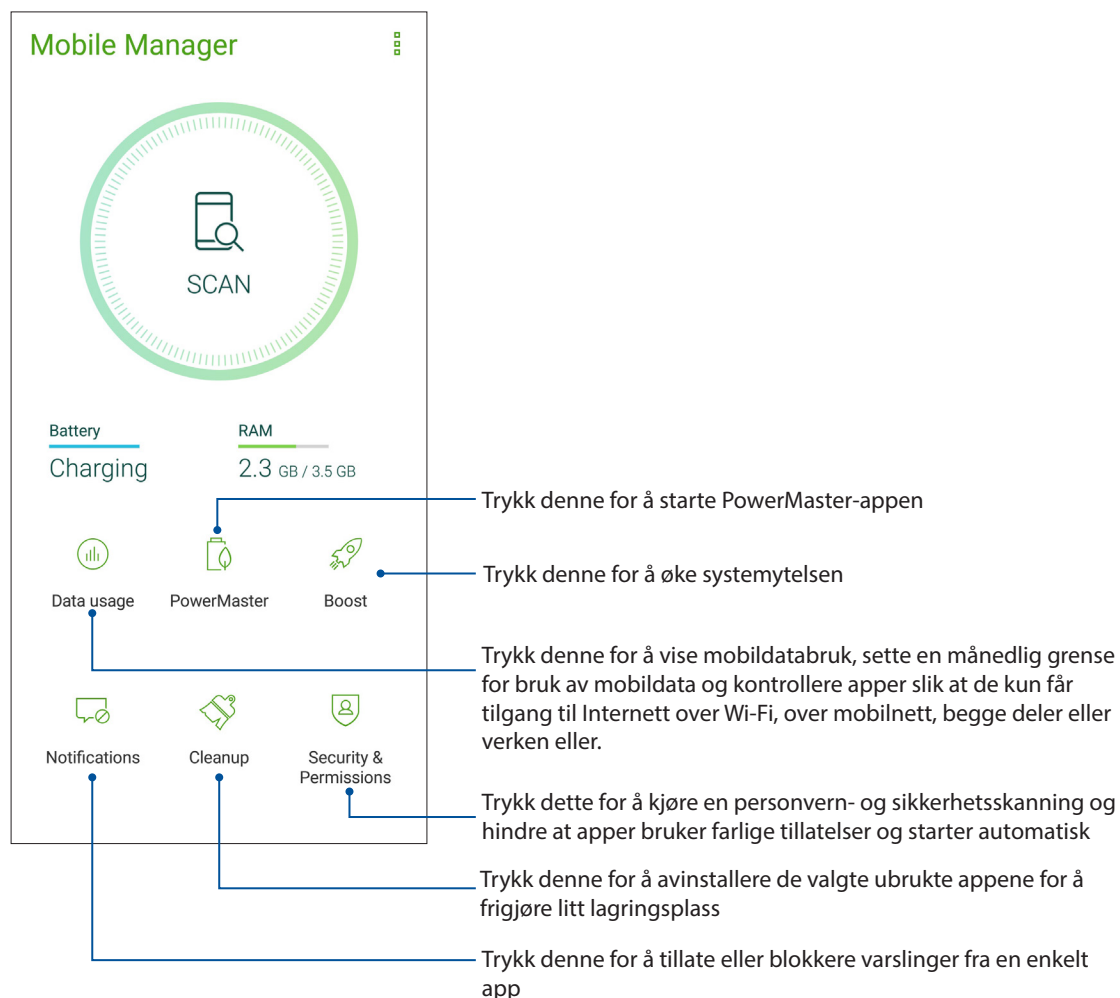 Mobile Manager
SCAN
Battery
RAM
Charging
2.3 GB / 3.5 GB
Trykk denne for å starte PowerMaster-appen
Trykk denne for å øke systemytelsen
Data usage
PowerMaster
Boost
Trykk denne for å vise mobildatabruk, sette en månedlig grense
for bruk av mobildata og kontrollere apper slik at de kun får
tilgang til Internett over Wi-Fi, over mobilnett, begge deler eller
verken eller.
Notifications
Cleanup
Security &
Permissions
Trykk dette for å kjøre en personvern- og sikkerhetsskanning og
hindre at apper bruker farlige tillatelser og starter automatisk
Trykk denne for å avinstallere de valgte ubrukte appene for å
frigjøre litt lagringsplass
Trykk denne for å tillate eller blokkere varslinger fra en enkelt
app